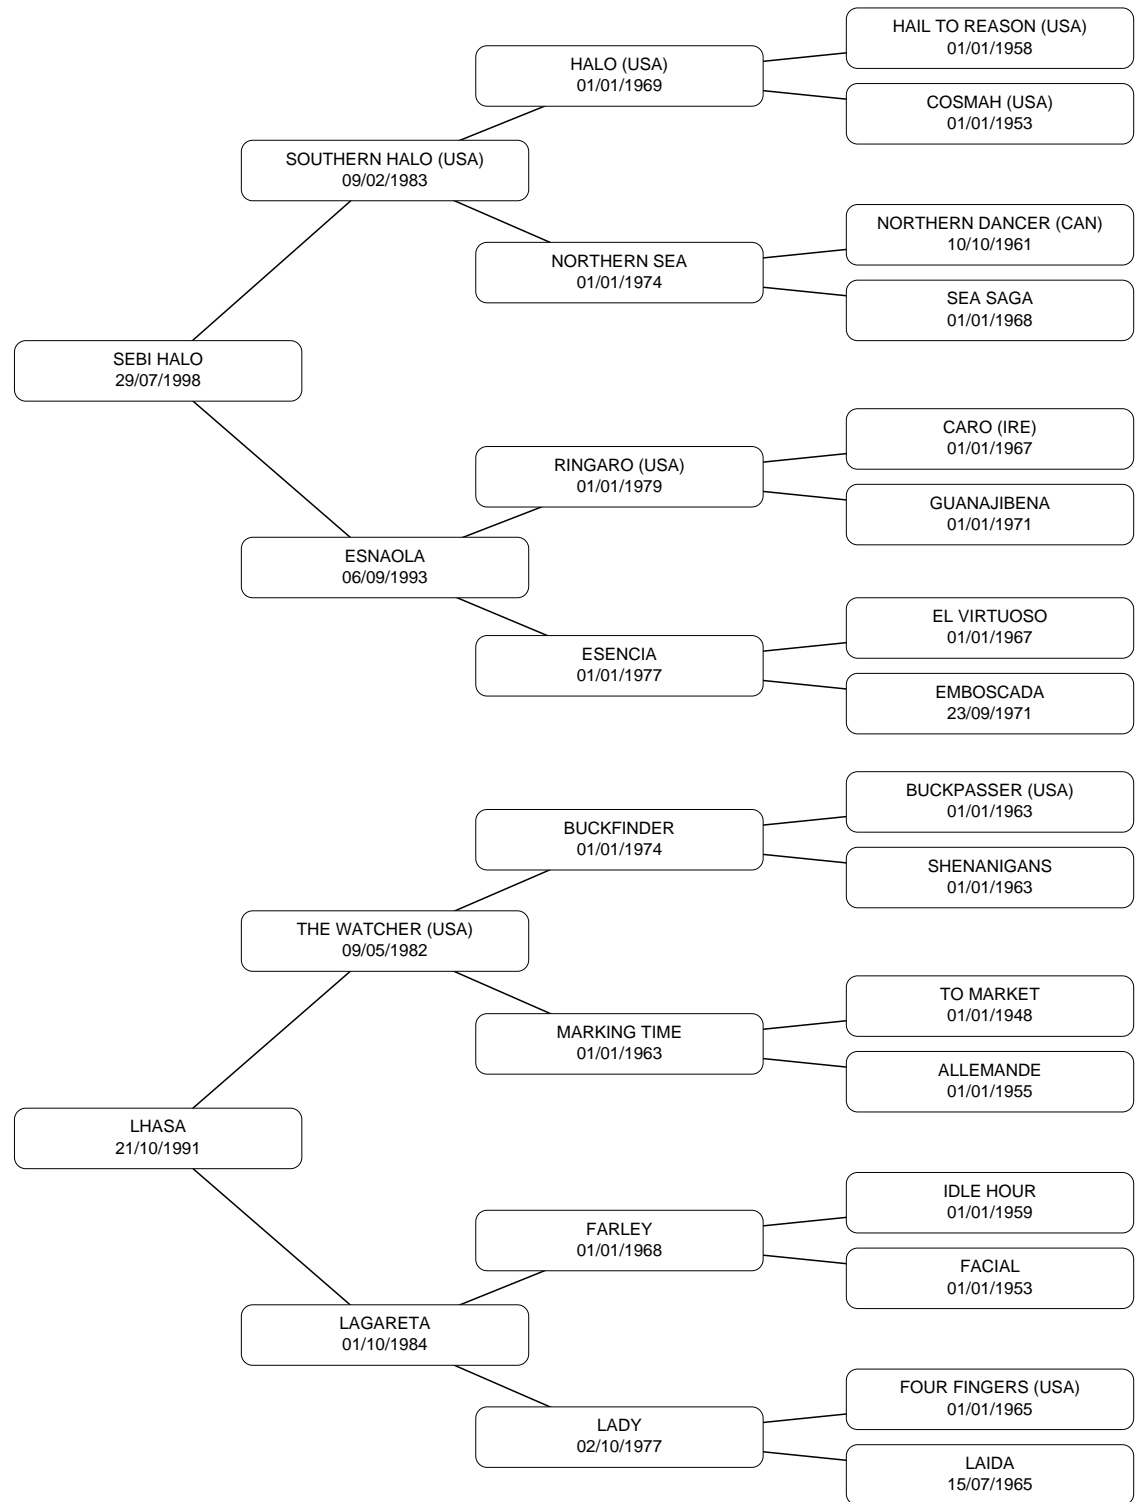 HAIL TO REASON (USA)
01/01/1958
HALO (USA)
01/01/1969
COSMAH (USA)
01/01/1953
SOUTHERN HALO (USA)
09/02/1983
NORTHERN DANCER (CAN)
10/10/1961
NORTHERN SEA
01/01/1974
SEA SAGA
01/01/1968
SEBI HALO
29/07/1998
CARO (IRE)
01/01/1967
RINGARO (USA)
01/01/1979
GUANAJIBENA
01/01/1971
ESNAOLA
06/09/1993
EL VIRTUOSO
01/01/1967
ESENCIA
01/01/1977
EMBOSCADA
23/09/1971
BUCKPASSER (USA)
01/01/1963
BUCKFINDER
01/01/1974
SHENANIGANS
01/01/1963
THE WATCHER (USA)
09/05/1982
TO MARKET
01/01/1948
MARKING TIME
01/01/1963
ALLEMANDE
01/01/1955
LHASA
21/10/1991
IDLE HOUR
01/01/1959
FARLEY
01/01/1968
FACIAL
01/01/1953
LAGARETA
01/10/1984
FOUR FINGERS (USA)
01/01/1965
LADY
02/10/1977
LAIDA
15/07/1965